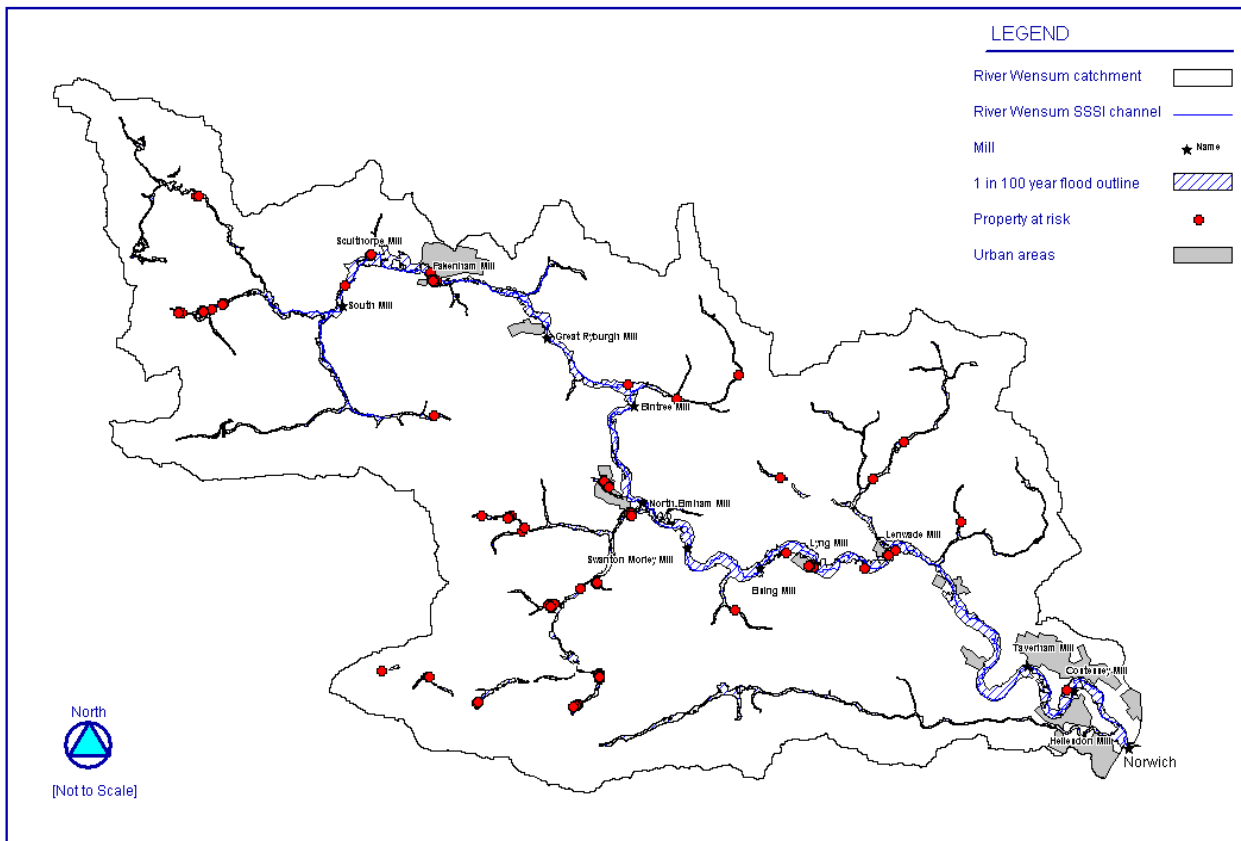 LEGEND
River Wensum catchment
River Wensum SSSI channel
Mill
Name
1 in 100 year flood outline
Property at risk
Urban areas
Sculthorpe Mill
Fakenham Mill
South Mill
Great Ryburgh Mill
Bintree Mill
North Elmham Mill
Swanton Morley Mill
Lyng Mill
Lenwade Mill
Elsing Mill
Taverham Mill
Costessey Mill
Hellesdon Mill
Norwich
North
[Not to Scale]